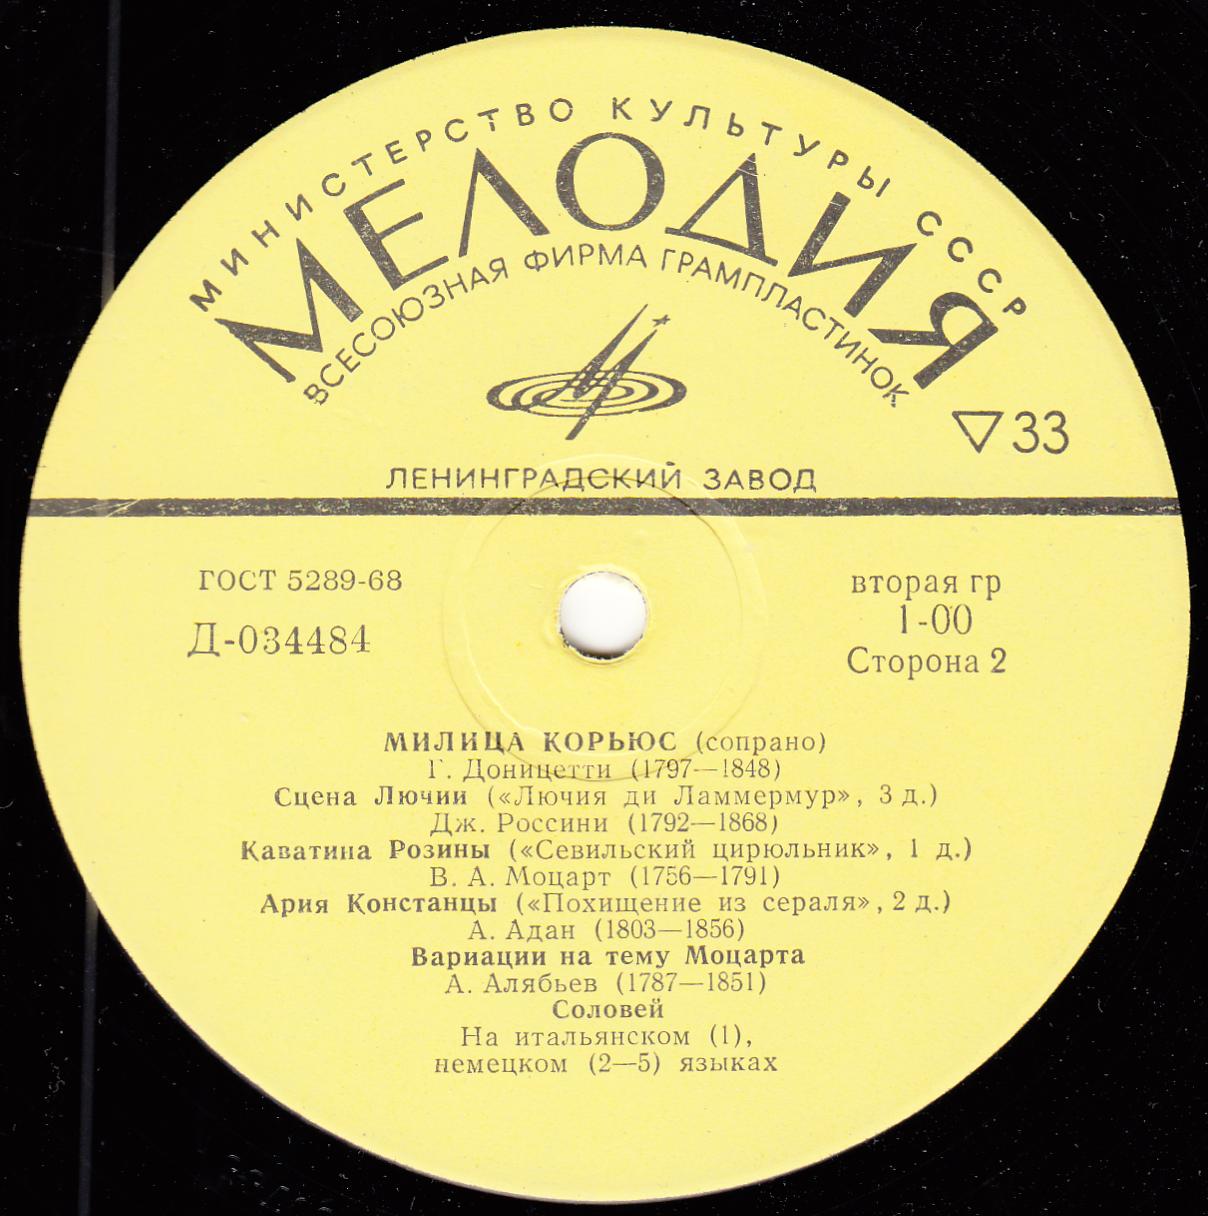 МИНИСТЕРСТВО КУЛЬТУРЫ СССР
МЕЛОДИЯ
ВСЕСОЮЗНАЯ ФИРМА ГРАМПЛАСТИНОК
33
ЛЕНИНГРАДСКИЙ ЗАВОД
ГОСТ 5289-68
Д-034484
вторая гр
1-00
Сторона 2
МИЛИЦА КОРЬЮС (сопрано)
Г. Доницетти (1797—1848)
Сцена Лючии («Лючия ди Ламмермур», 3 д.)
Дж. Россини (1792—1868)
Каватина Розины («Севильский цирюльник», 1 д.)
В. А. Моцарт (1756—1791)
Ария Констанцы («Похищение из сераля», 2 д.)
А. Адан (1803—1856)
Вариации на тему Моцарта
А. Алябьев (1787—1851)
Соловей
На итальянском (1),
немецком (2—5) языках